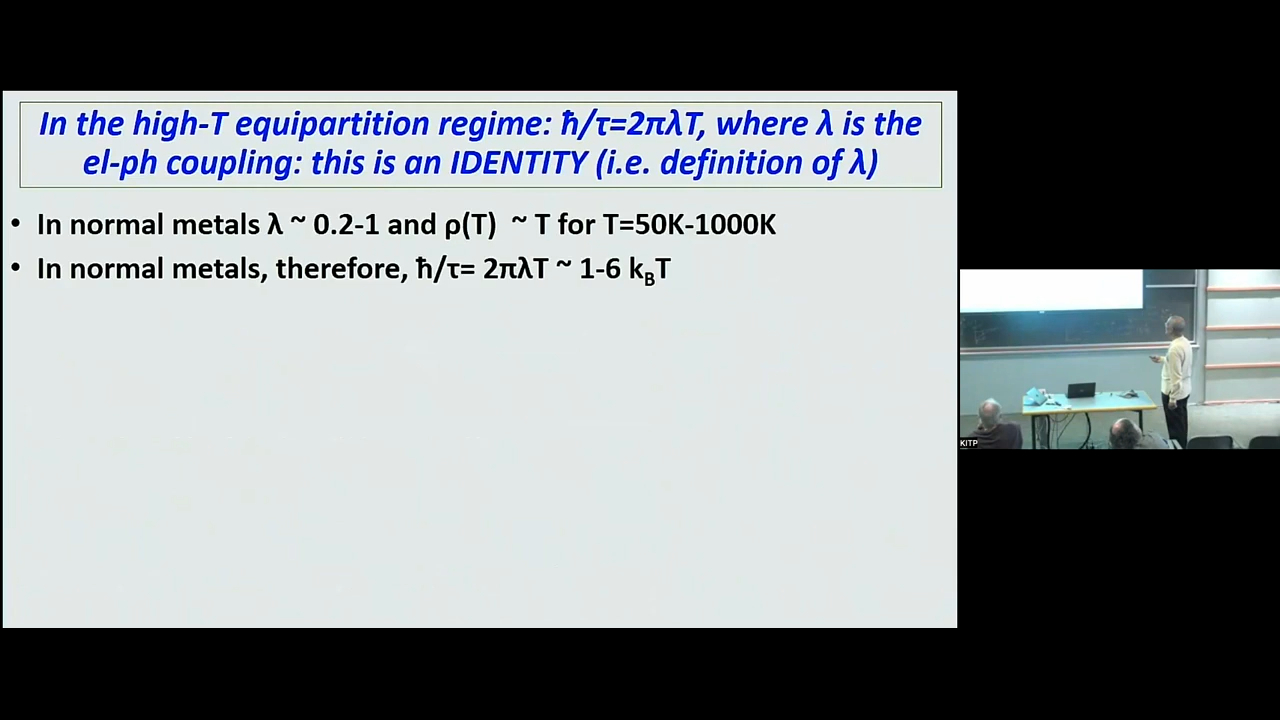 In the high-T equipartition regime: ħ/τ=2πλT, where λ is the
el-ph coupling: this is an IDENTITY (i.e. definition of λ)
• In normal metals λ ~ 0.2-1 and ρ(T) ~ T for T=50K-1000K
• In normal metals, therefore, ħ/τ= 2πλT ~ 1-6 kBT
KITP